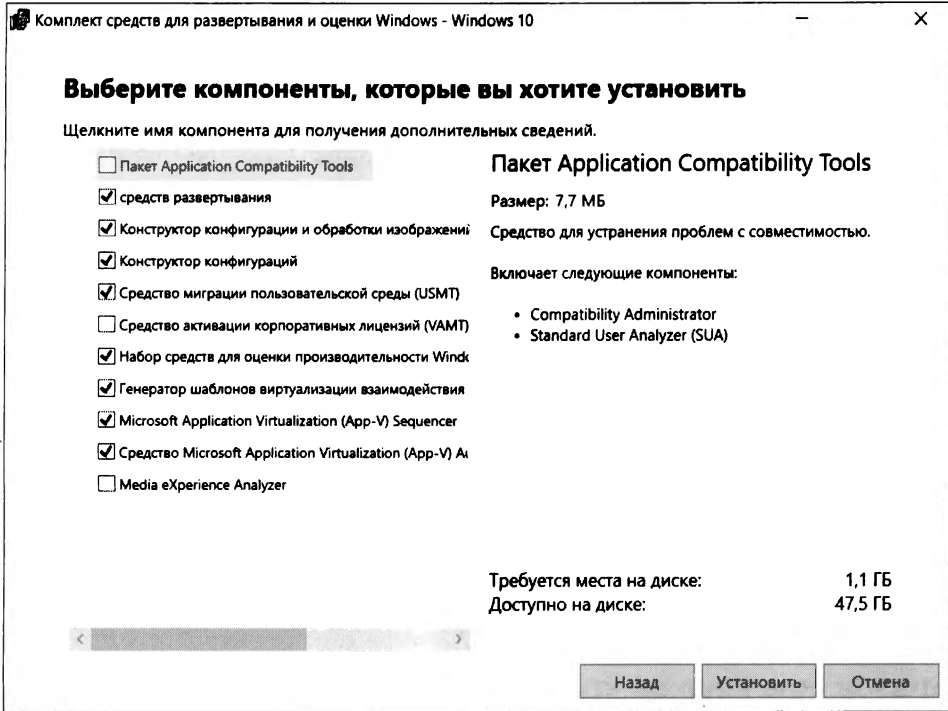 Комплект средств для развертывания и оценки Windows - Windows 10
Выберите компоненты, которые вы хотите установить
Щелкните имя компонента для получения дополнительных сведений.
Пакет Application Compatibility Tools
средств развертывания
Конструктор конфигурации и обработки изображений
Конструктор конфигураций
Средство миграции пользовательской среды (USMT)
Средство активации корпоративных лицензий (VAMT)
Набор средств для оценки производительности Wind
Генератор шаблонов виртуализации взаимодействия
Microsoft Application Virtualization (App-V) Sequencer
Средство Microsoft Application Virtualization (App-V) Au
Media eXperience Analyzer
Пакет Application Compatibility Tools
Размер: 7,7 МБ
Средство для устранения проблем с совместимостью.
Включает следующие компоненты:
• Compatibility Administrator
• Standard User Analyzer (SUA)
Требуется места на диске: 1,1 ГБ
Доступно на диске: 47,5 ГБ
Назад Установить Отмена